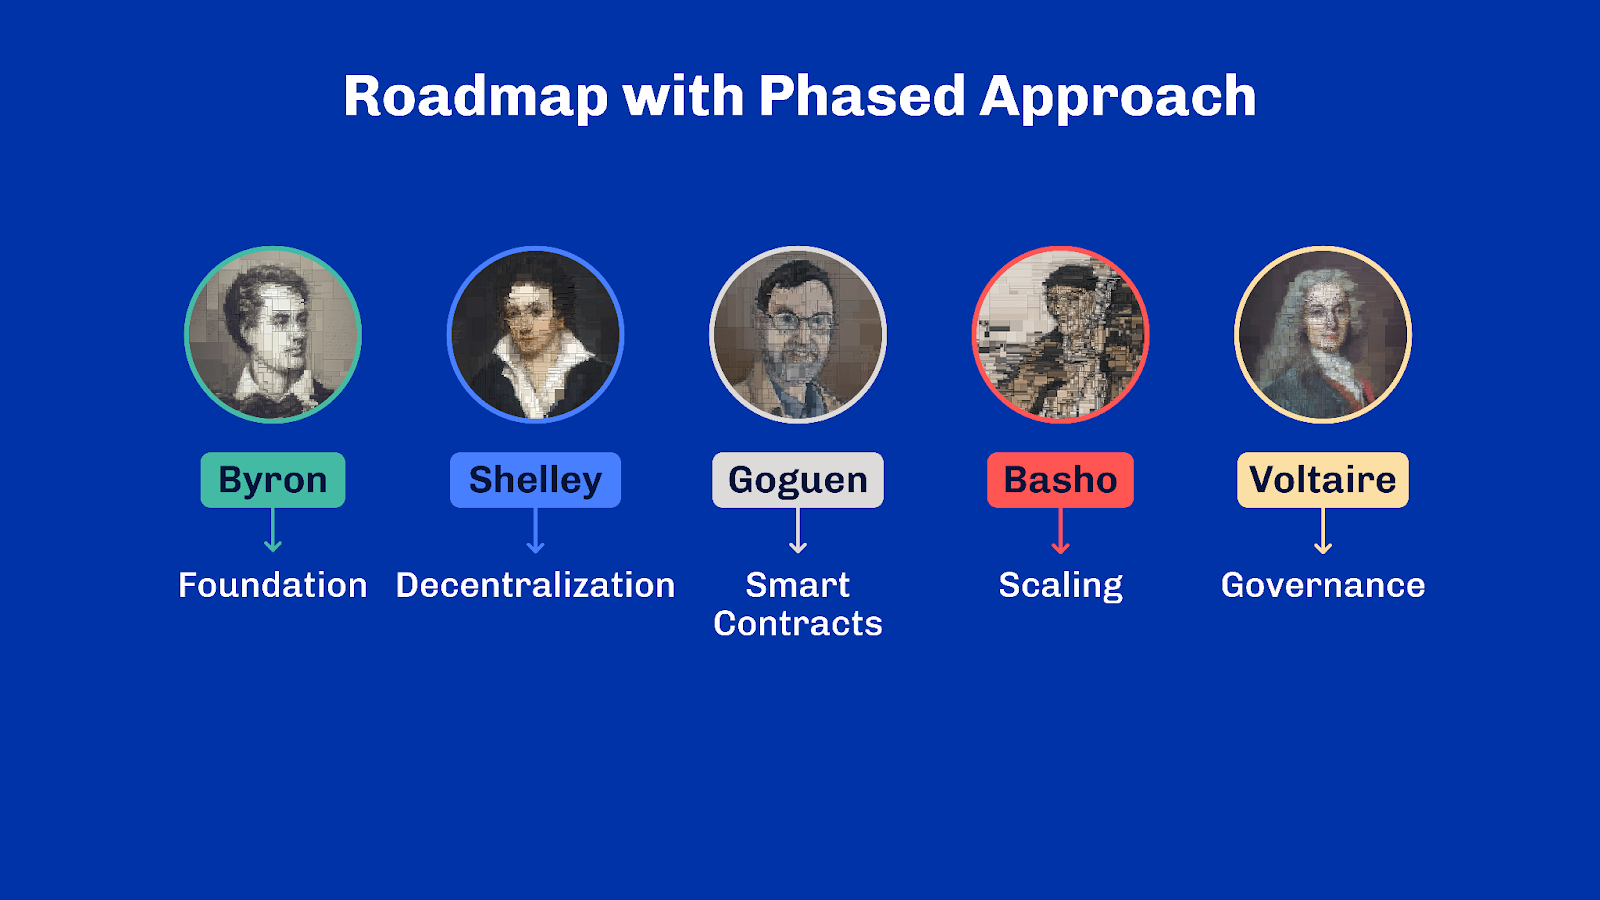 Roadmap with Phased Approach
Byron
Shelley
Goguen
Basho
Voltaire
Foundation
Decentralization
Smart
Contracts
Scaling
Governance